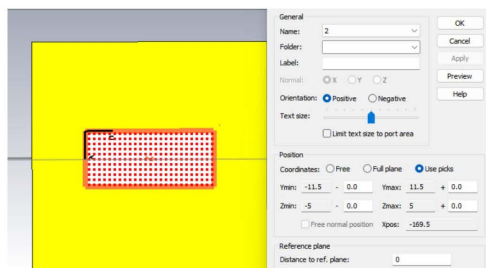 General
Name: 2
Folder:
Label:
Normal: X Y Z
Orientation: Positive Negative
Text size:
Limit text size to port area
OK
Cancel
Apply
Preview
Help
Position
Coordinates: Free Full plane Use picks
Ymin: -11.5 - 0.0 Ymax: 11.5 + 0.0
Zmin: -5 - 0.0 Zmax: 5 + 0.0
Free normal position Xpos: -169.5
Reference plane
Distance to ref. plane: 0